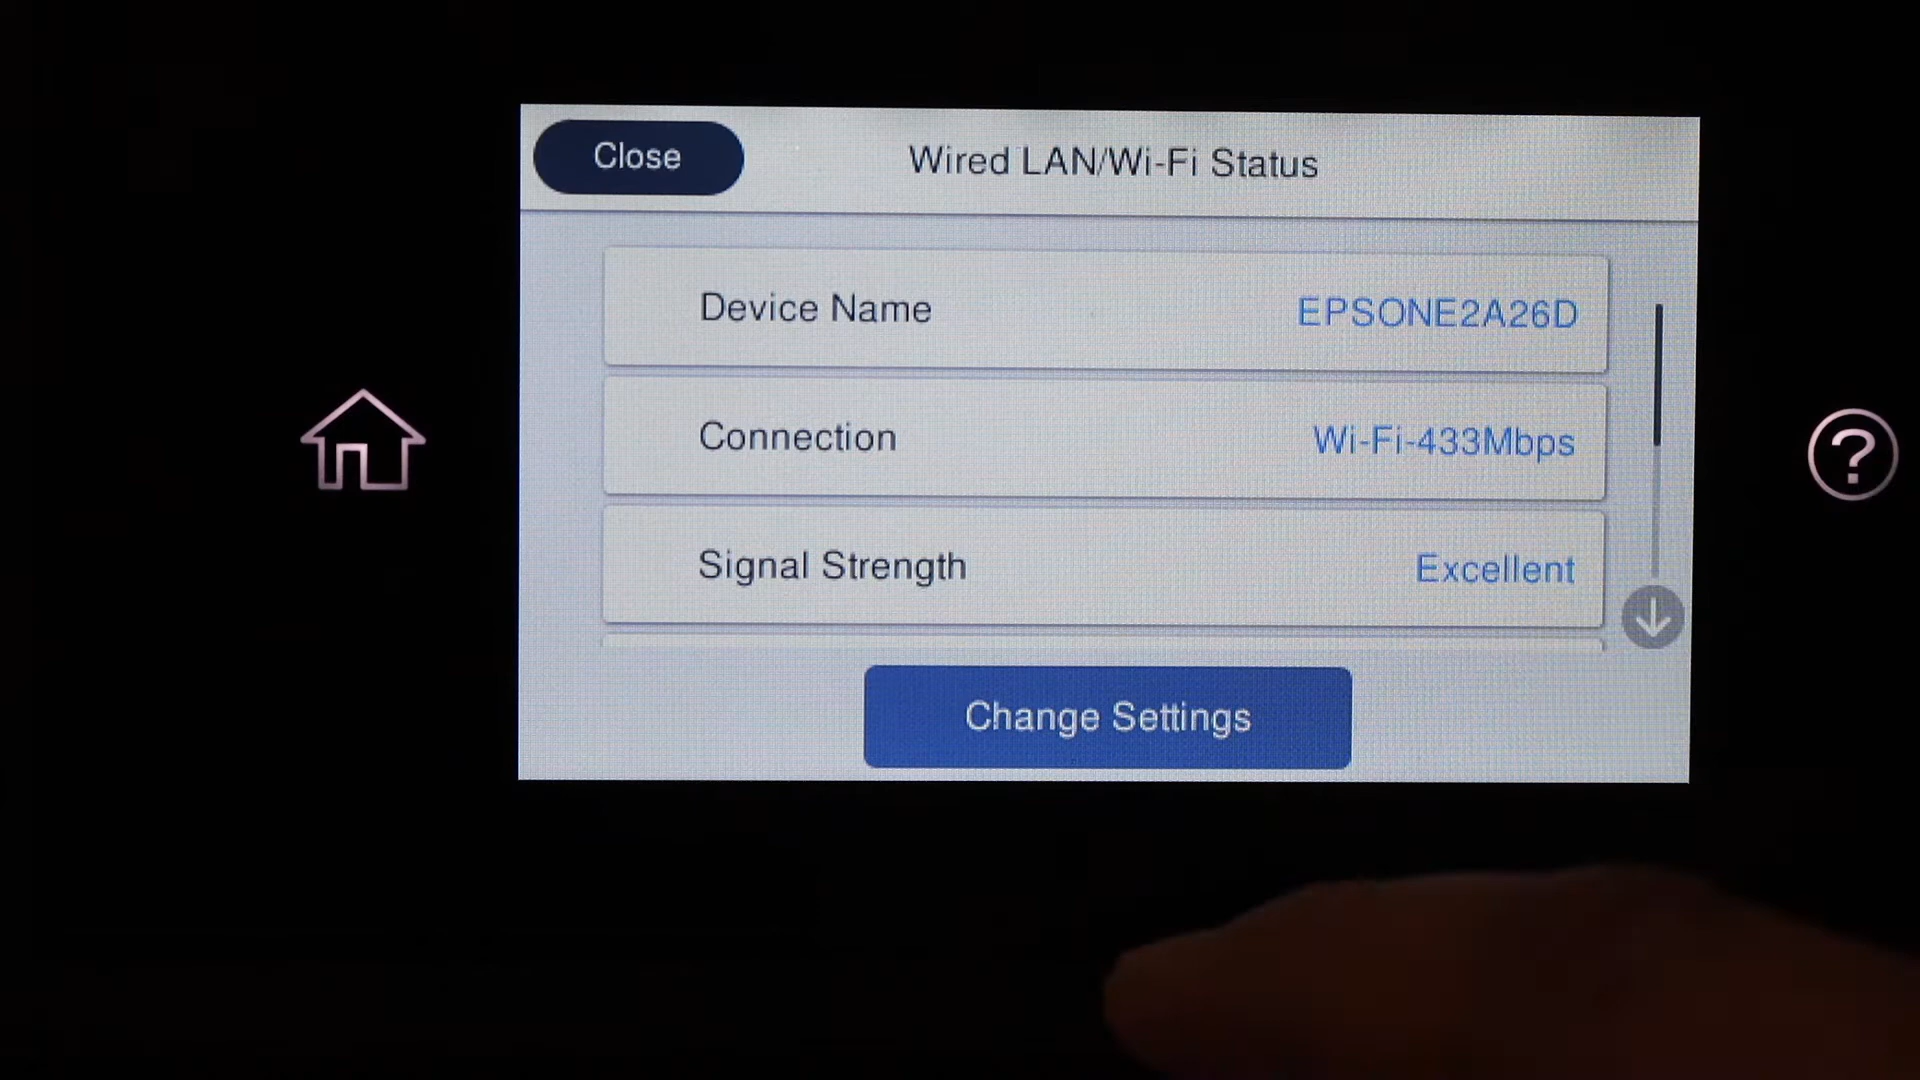 Close
Wired LAN/Wi-Fi Status
Device Name
EPSONE2A26D
Connection
Wi-Fi-433Mbps
Signal Strength
Excellent
Change Settings
?